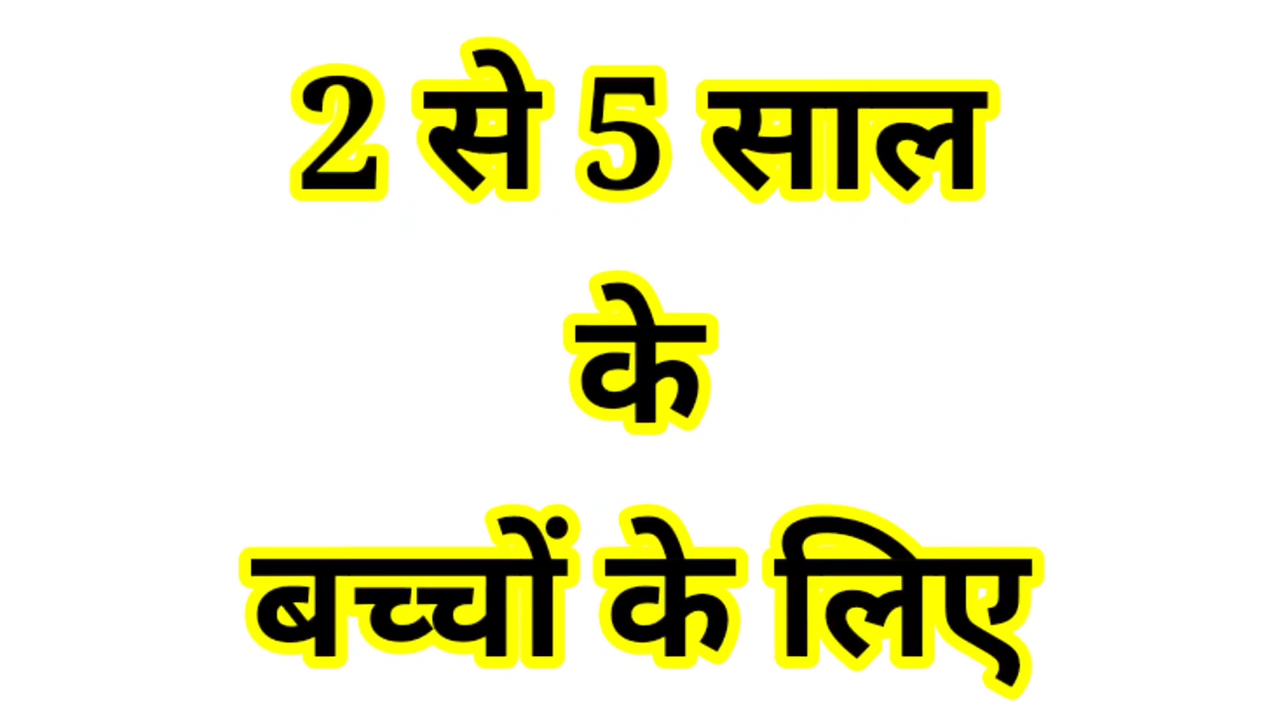 2 से 5 साल
के
बच्चों के लिए